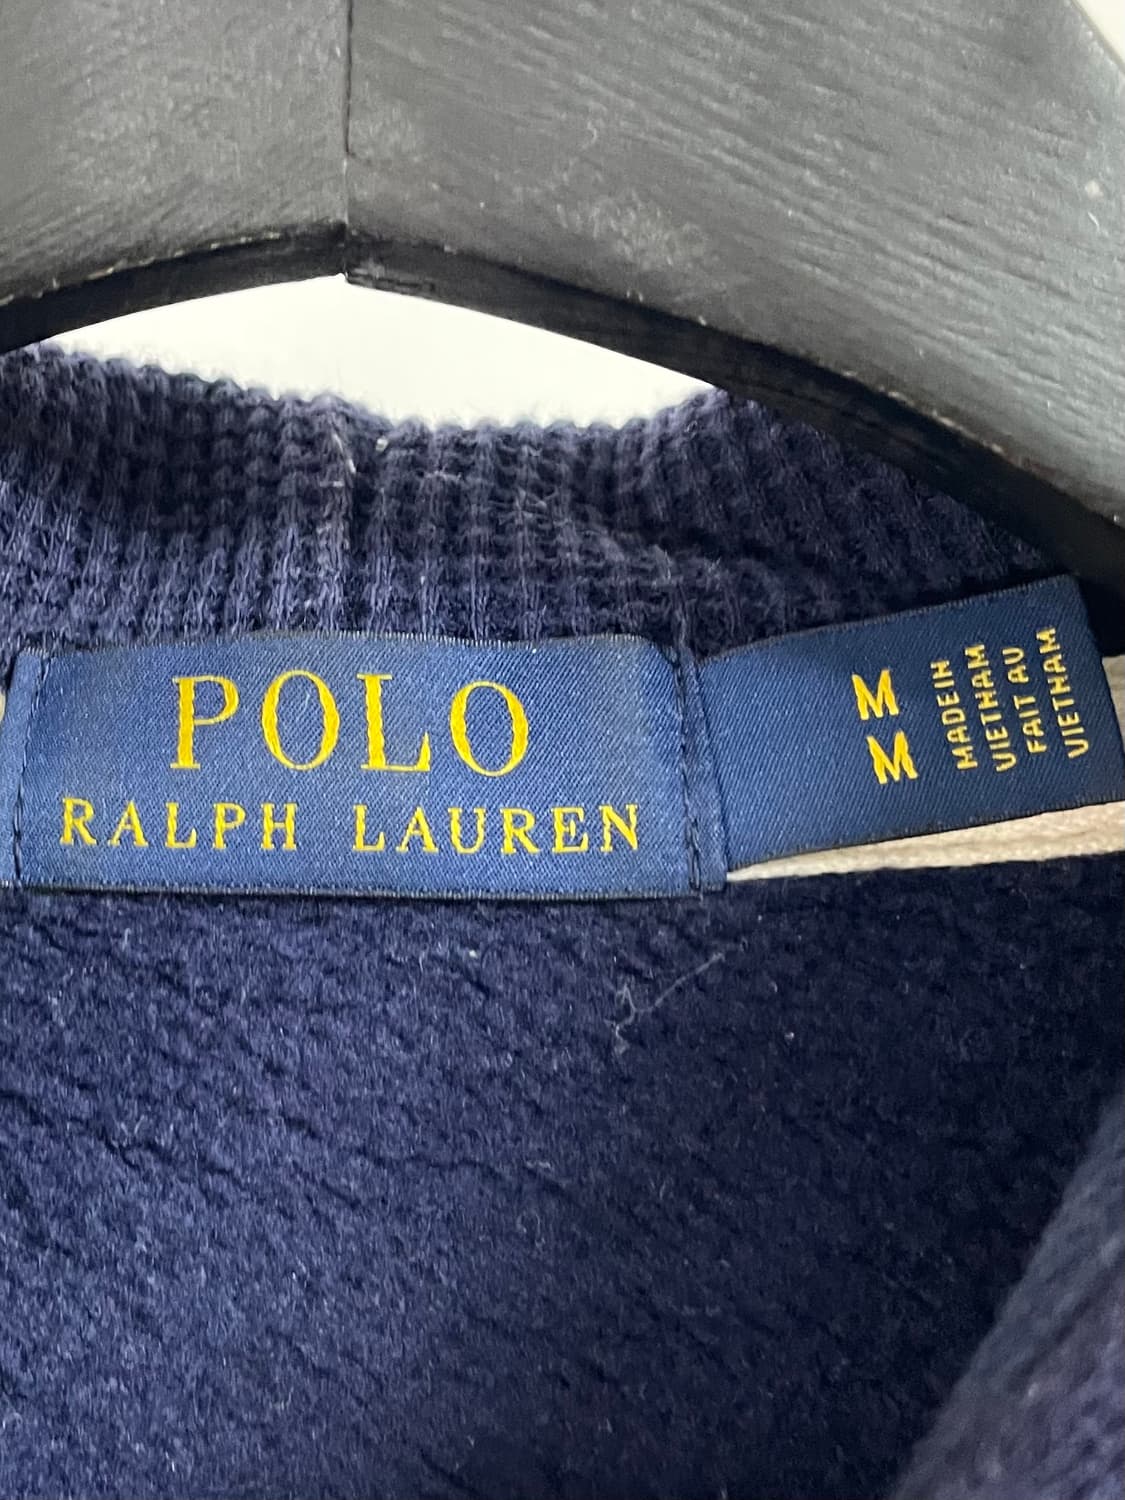 POLO
RALPH LAUREN
M
M
MADE IN
VIETNAM
FAIT AU
VIETNAM